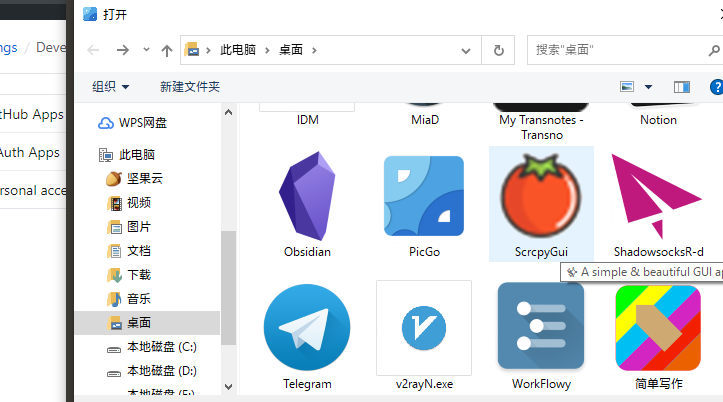 打开
ngs / Deve
此电脑 > 桌面 >
搜索"桌面"
组织
新建文件夹
tHub Apps
Auth Apps
ersonal acce
WPS网盘
此电脑
坚果云
视频
图片
文档
下载
音乐
桌面
本地磁盘 (C:)
本地磁盘 (D:)
本地磁盘 (E:)
IDM
MiaD
My Transnotes -
Transno
Notion
Obsidian
PicGo
ScrcpyGui
ShadowsocksR-d
A simple & beautiful GUI ap
Telegram
v2rayN.exe
WorkFlowy
简单写作